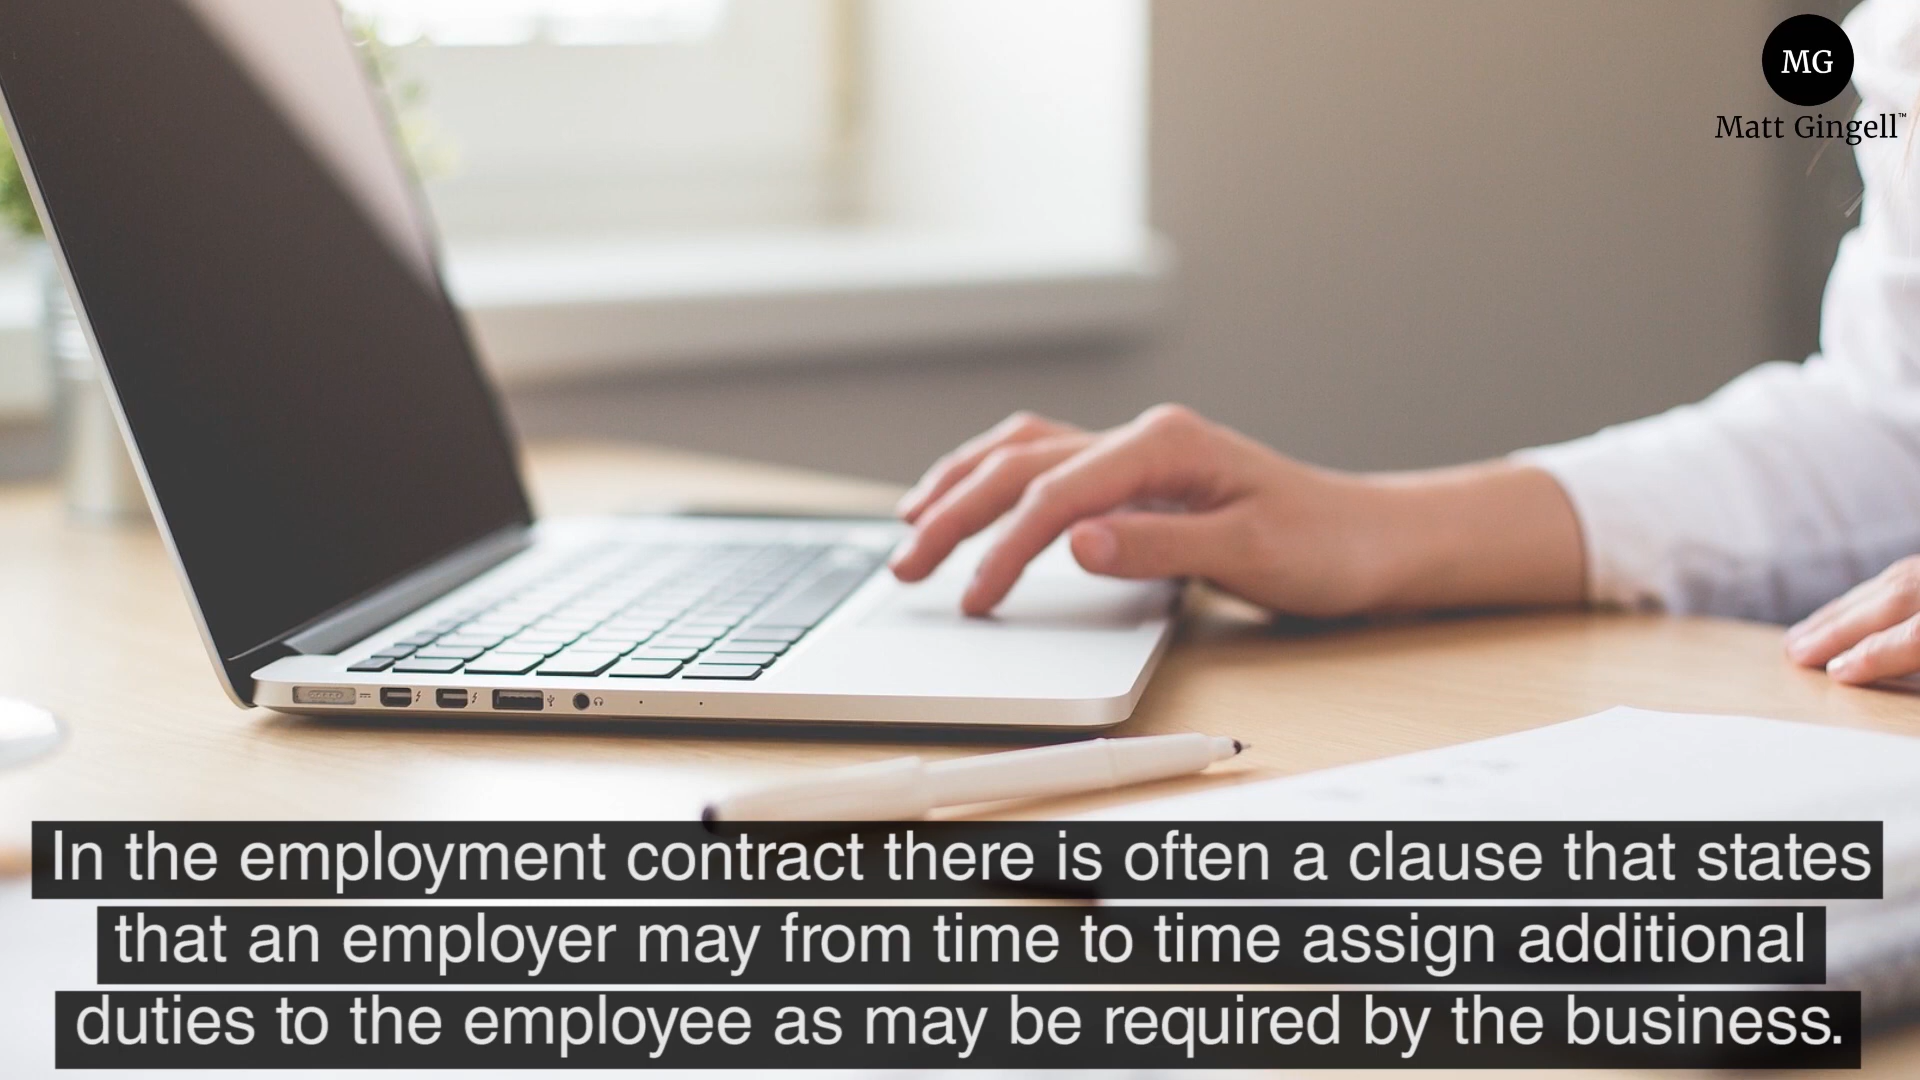 MG
Matt Gingell™
In the employment contract there is often a clause that states
that an employer may from time to time assign additional
duties to the employee as may be required by the business.